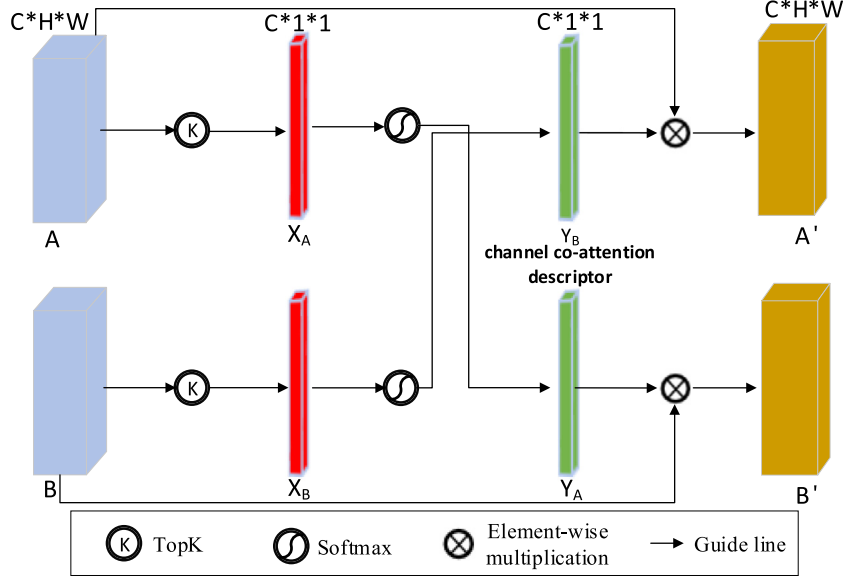 C*H*W
C*1*1
C*1*1
C*H*W
K
A
X_A
Y_B
A'
channel co-attention
descriptor
K
B
X_B
Y_A
B'
K TopK
Softmax
Element-wise
multiplication
Guide line